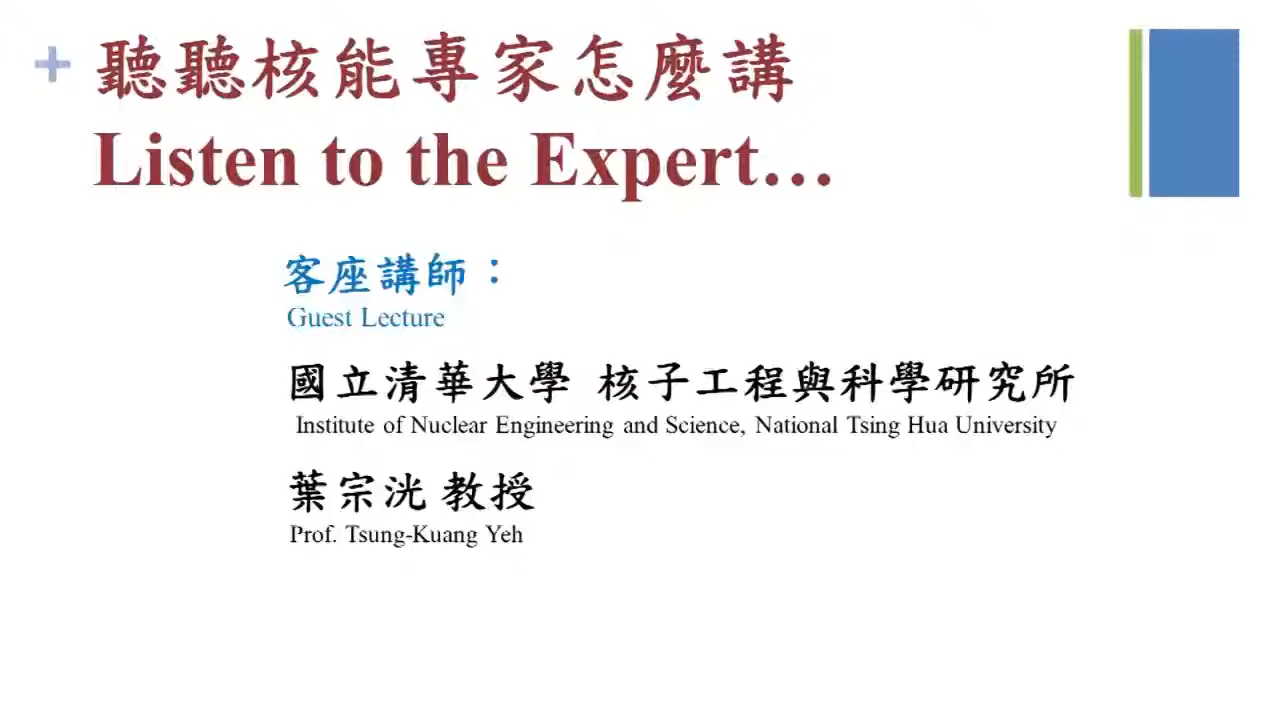 + 聽聽核能專家怎麼講
Listen to the Expert…
客座講師：
Guest Lecture
國立清華大學 核子工程與科學研究所
Institute of Nuclear Engineering and Science, National Tsing Hua University
葉宗洸 教授
Prof. Tsung-Kuang Yeh